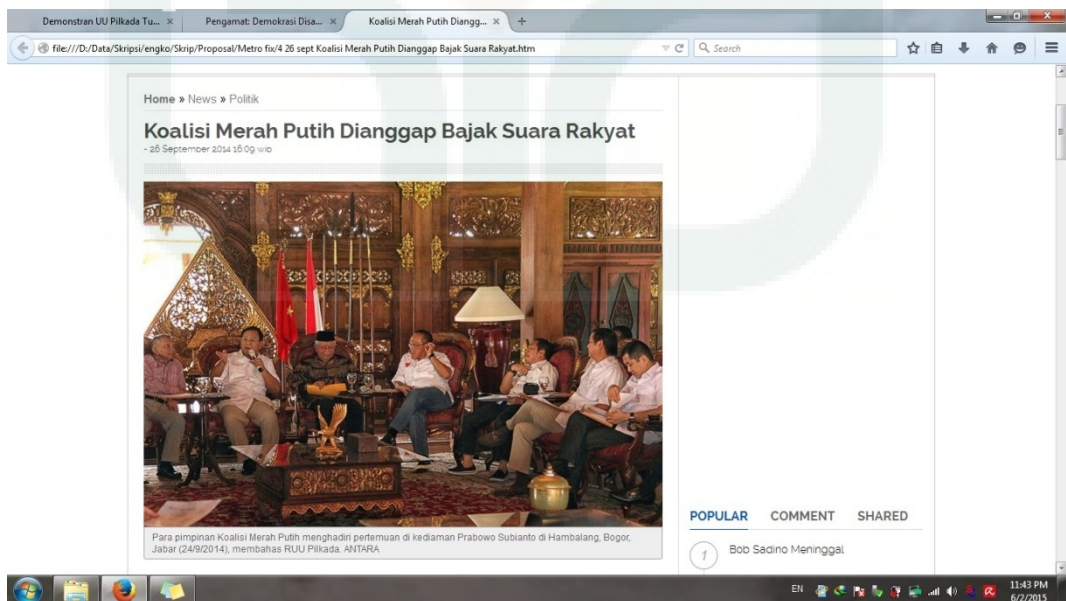 Demonstran UU Pilkada Tu... ×
Pengamat: Demokrasi Disa... ×
Koalisi Merah Putih Diangg... ×
file:///D:/Data/Skripsi/engko/Skrip/Proposal/Metro fix/4 26 sept Koalisi Merah Putih Dianggap Bajak Suara Rakyat.htm
Search
Home » News » Politik
Koalisi Merah Putih Dianggap Bajak Suara Rakyat
- 26 September 2014 16:09 wib
Para pimpinan Koalisi Merah Putih menghadiri pertemuan di kediaman Prabowo Subianto di Hambalang, Bogor,
Jabar (24/9/2014), membahas RUU Pilkada. ANTARA
POPULAR COMMENT SHARED
1 Bob Sadino Meninggal
EN
11:43 PM
6/2/2015